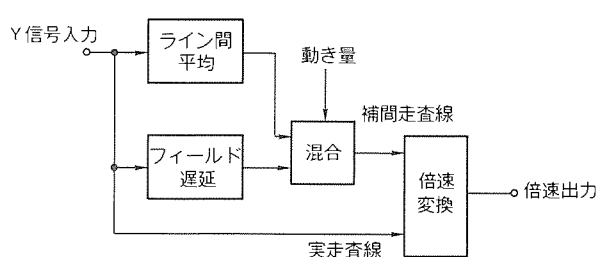 Y信号入力
ライン間
平均
動き量
補間走査線
フィールド
遅延
混合
倍速
変換
倍速出力
実走査線